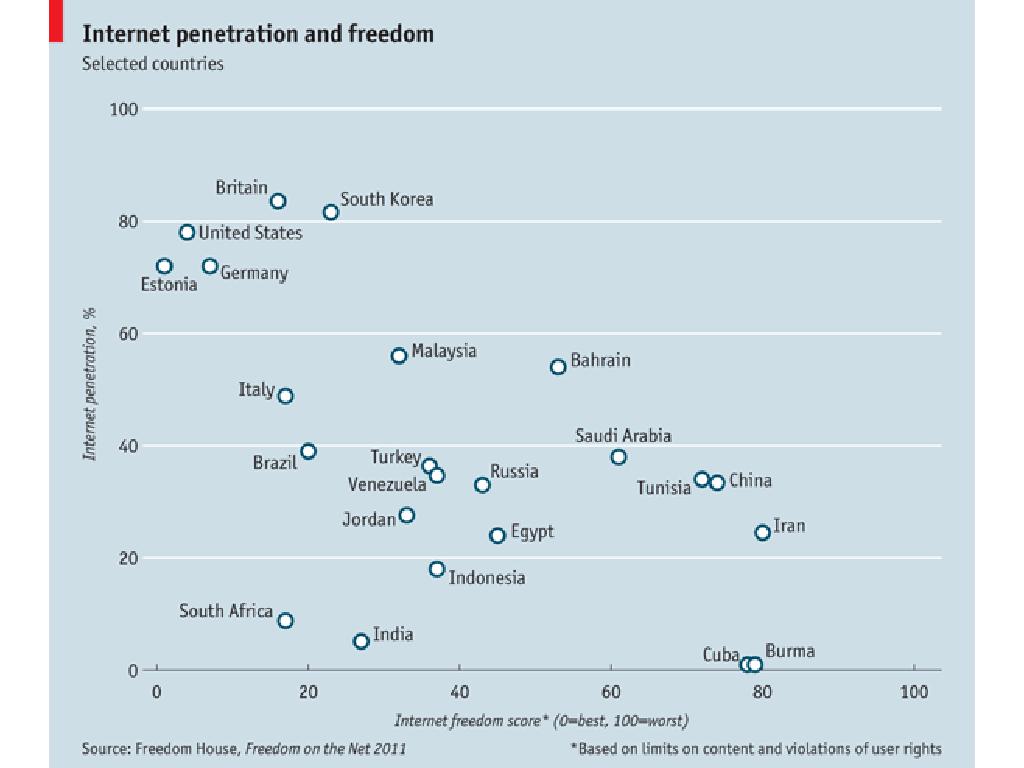 Internet penetration and freedom
Selected countries
100
Britain
South Korea
80
United States
Germany
Estonia
Internet penetration, %
60
Malaysia
Bahrain
Italy
Saudi Arabia
40
Turkey
Brazil
Russia
China
Venezuela
Tunisia
Jordan
Iran
Egypt
20
Indonesia
South Africa
India
Burma
Cuba
0
0 20 40 60 80 100
Internet freedom score* (0=best, 100=worst)
Source: Freedom House, Freedom on the Net 2011 *Based on limits on content and violations of user rights